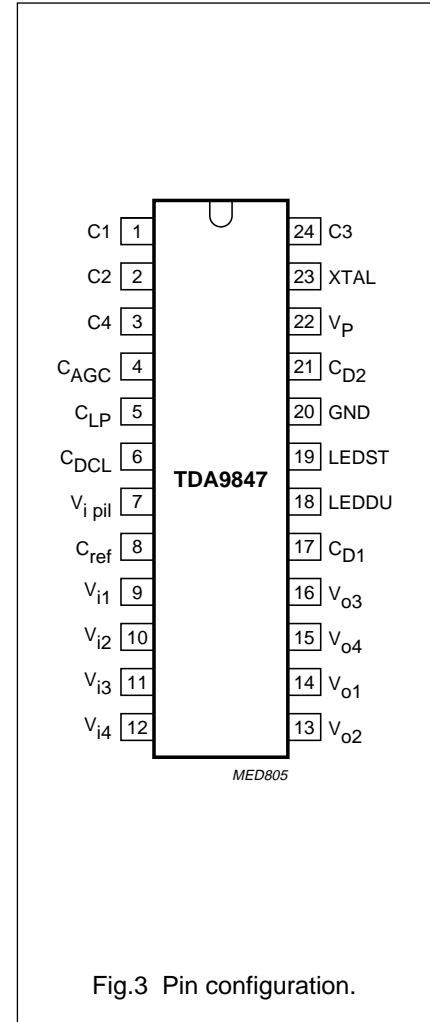 C1 1 24 C3
C2 2 23 XTAL
C4 3 22 VP
CAGC 4 21 CD2
CLP 5 20 GND
CDCL 6 19 LEDST
TDA9847
Vi pil 7 18 LEDDU
Cref 8 17 CD1
Vi1 9 16 Vo3
Vi2 10 15 Vo4
Vi3 11 14 Vo1
Vi4 12 13 Vo2
MED805
Fig.3 Pin configuration.